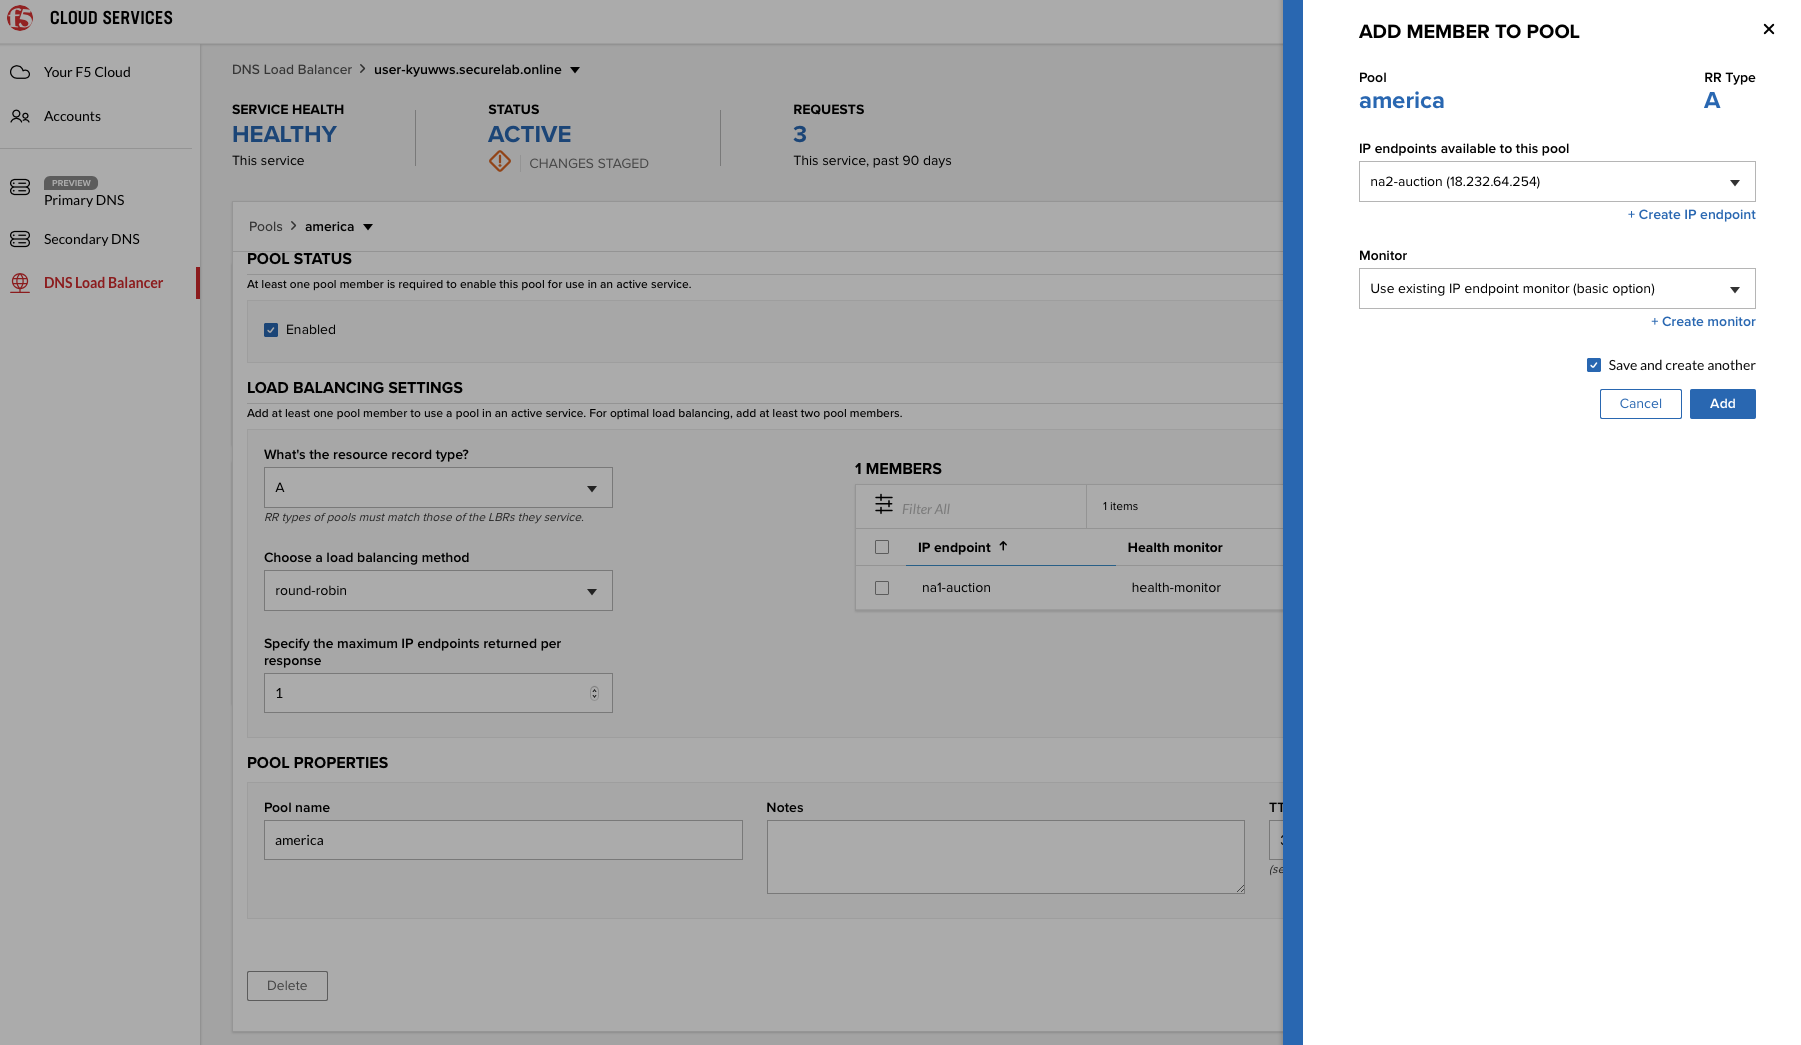 f5
CLOUD SERVICES
Your F5 Cloud
Accounts
PREVIEW
Primary DNS
Secondary DNS
DNS Load Balancer
DNS Load Balancer > user-kyuwws.securelab.online
SERVICE HEALTH
HEALTHY
This service
STATUS
ACTIVE
CHANGES STAGED
REQUESTS
3
This service, past 90 days
Pools > america
POOL STATUS
At least one pool member is required to enable this pool for use in an active service.
Enabled
LOAD BALANCING SETTINGS
Add at least one pool member to use a pool in an active service. For optimal load balancing, add at least two pool members.
What's the resource record type?
A
RR types of pools must match those of the LBRs they service.
Choose a load balancing method
round-robin
Specify the maximum IP endpoints returned per
response
1
1 MEMBERS
Filter All
1 items
IP endpoint ↑ Health monitor
na1-auction health-monitor
POOL PROPERTIES
Pool name
america
Notes
TT
(se
Delete
ADD MEMBER TO POOL
Pool
america
RR Type
A
IP endpoints available to this pool
na2-auction (18.232.64.254)
+ Create IP endpoint
Monitor
Use existing IP endpoint monitor (basic option)
+ Create monitor
Save and create another
Cancel
Add